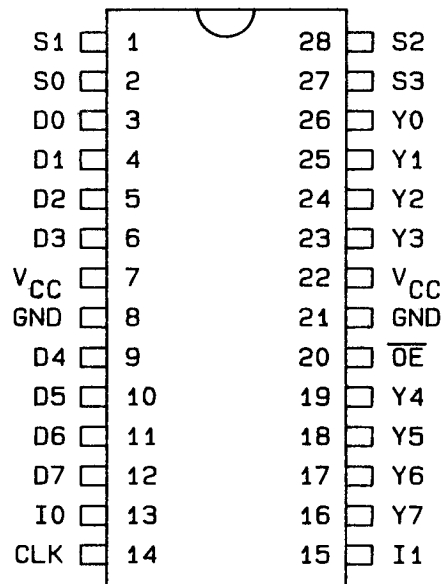 S1 1 28 S2
S0 2 27 S3
D0 3 26 Y0
D1 4 25 Y1
D2 5 24 Y2
D3 6 23 Y3
VCC 7 22 VCC
GND 8 21 GND
D4 9 20 O̅E̅
D5 10 19 Y4
D6 11 18 Y5
D7 12 17 Y6
I0 13 16 Y7
CLK 14 15 I1